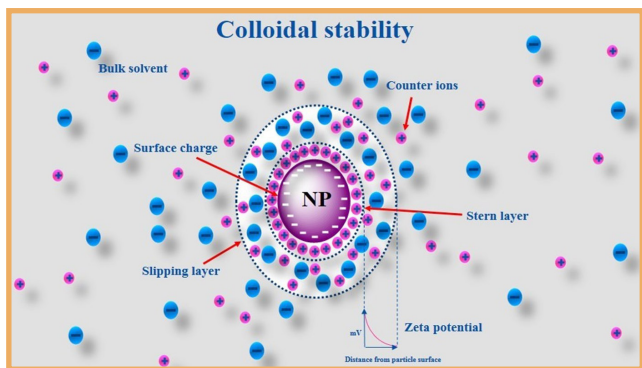 Colloidal stability
Bulk solvent
Counter ions
Surface charge
NP
Stern layer
Slipping layer
mV
Zeta potential
Distance from particle surface